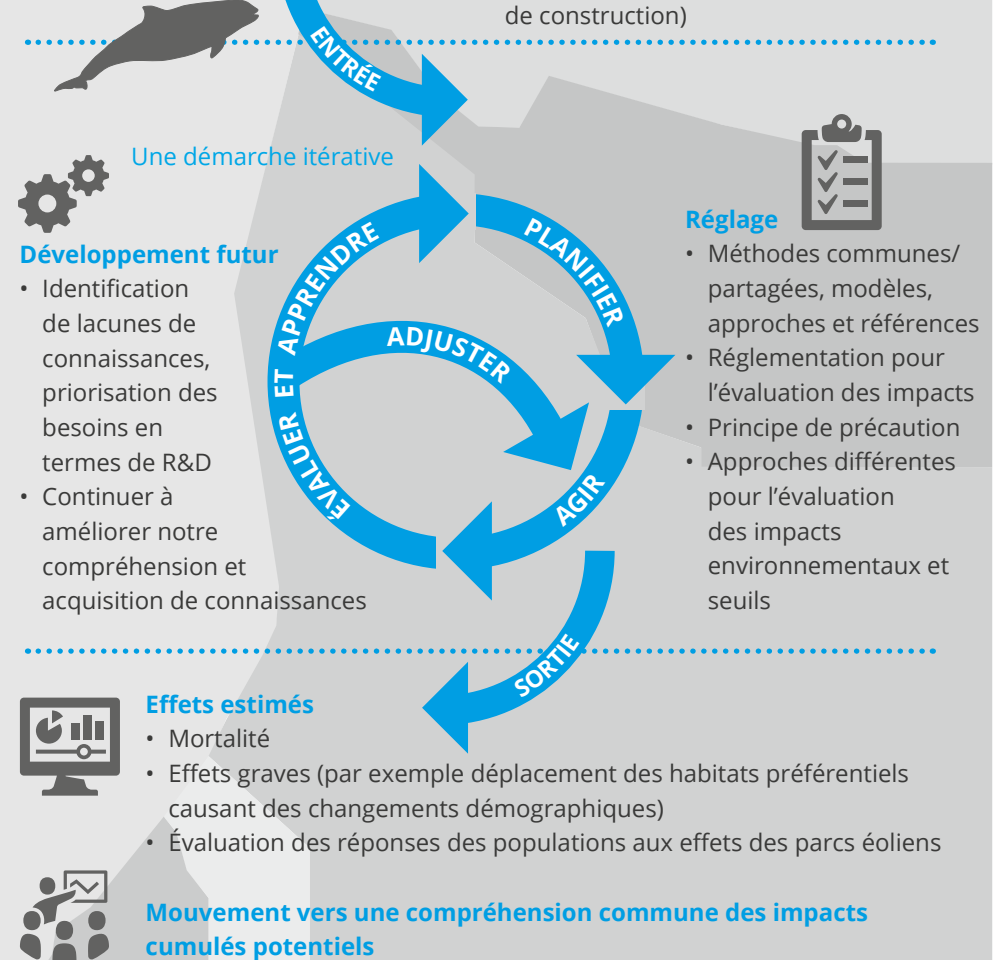 de construction)
ENTRÉE
Une démarche itérative
Développement futur
• Identification
de lacunes de
connaissances,
priorisation des
besoins en
termes de R&D
• Continuer à
améliorer notre
compréhension et
acquisition de connaissances
ÉVALUER ET APPRENDRE
PLANIFIER
ADJUSTER
AGIR
Réglage
• Méthodes communes/
partagées, modèles,
approches et références
• Réglementation pour
l’évaluation des impacts
• Principe de précaution
• Approches différentes
pour l’évaluation
des impacts
environnementaux et
seuils
SORTIE
Effets estimés
• Mortalité
• Effets graves (par exemple déplacement des habitats préférentiels
causant des changements démographiques)
• Évaluation des réponses des populations aux effets des parcs éoliens
Mouvement vers une compréhension commune des impacts
cumulés potentiels